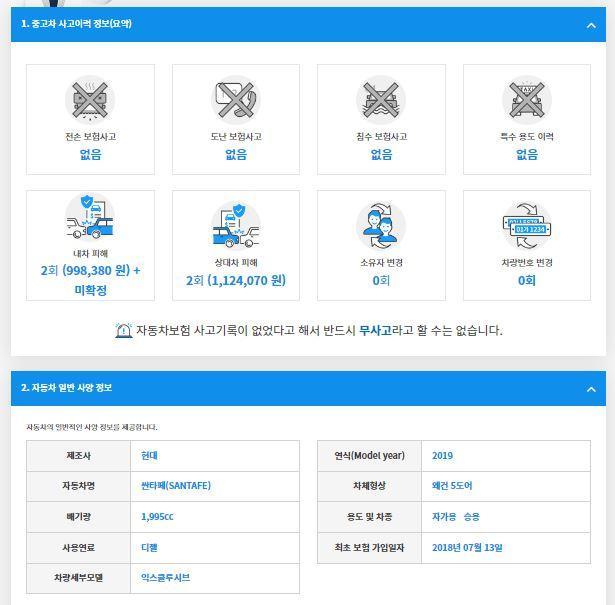 1. 중고차 사고이력 정보(요약)
전손 보험사고
없음
도난 보험사고
없음
침수 보험사고
없음
TAXI
특수 용도 이력
없음
내차 피해
2회 (998,380 원) +
미확정
상대차 피해
2회 (1,124,070 원)
소유자 변경
0회
01가 1234
차량번호 변경
0회
자동차보험 사고기록이 없었다고 해서 반드시 무사고라고 할 수는 없습니다.
2. 자동차 일반 사양 정보
자동차의 일반적인 사양 정보를 제공합니다.
제조사 현대
자동차명 싼타페(SANTAFE)
배기량 1,995cc
사용연료 디젤
차량세부모델 익스클루시브
연식(Model year) 2019
차체형상 왜건 5도어
용도 및 차종 자가용 승용
최초 보험 가입일자 2018년 07월 13일